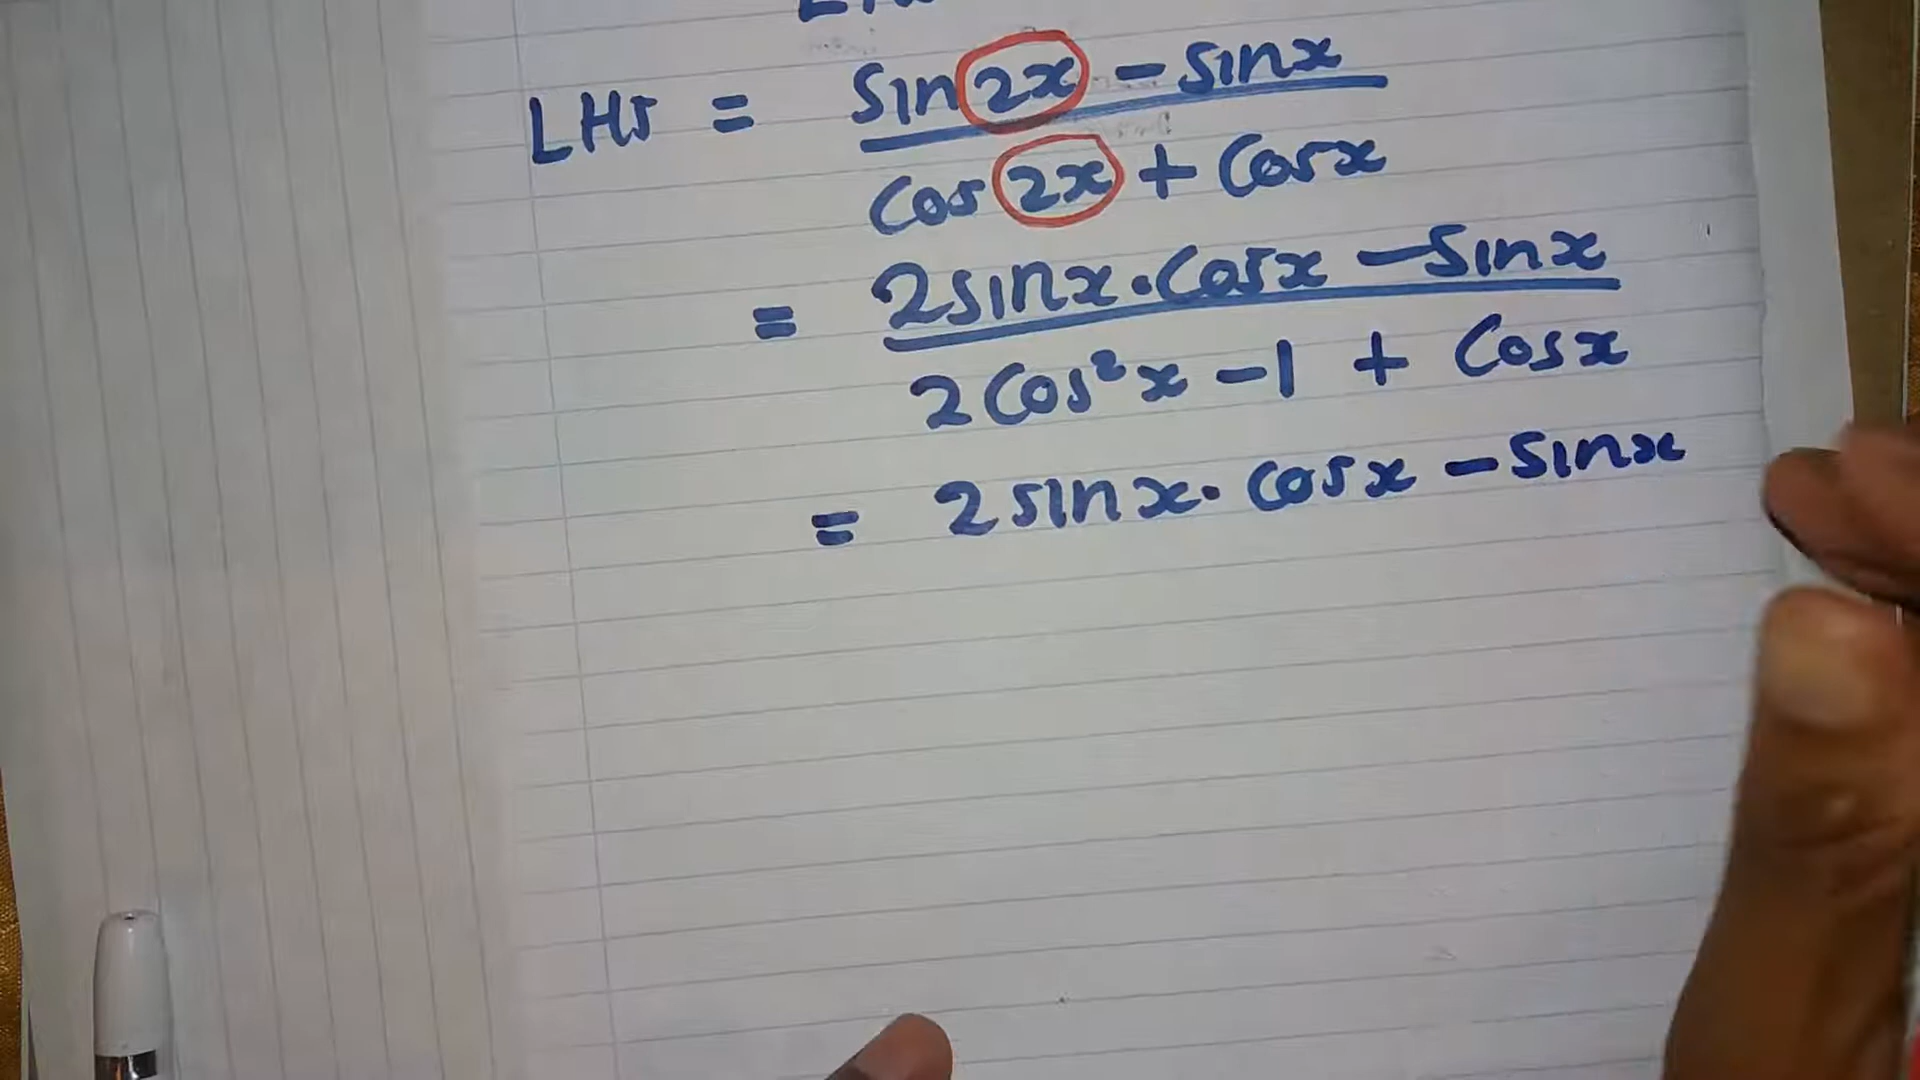 LHS = sin2x - sinx
cos2x + cosx
= 2sinx·cosx - sinx
2cos²x - 1 + cosx
= 2sinx·cosx - sinx